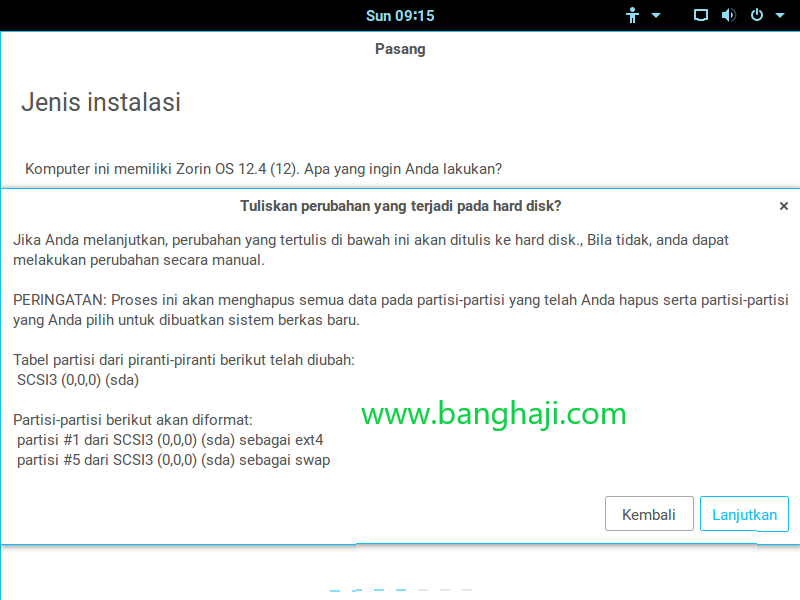 Sun 09:15
Pasang
Jenis instalasi
Komputer ini memiliki Zorin OS 12.4 (12). Apa yang ingin Anda lakukan?
Tuliskan perubahan yang terjadi pada hard disk?
Jika Anda melanjutkan, perubahan yang tertulis di bawah ini akan ditulis ke hard disk., Bila tidak, anda dapat
melakukan perubahan secara manual.
PERINGATAN: Proses ini akan menghapus semua data pada partisi-partisi yang telah Anda hapus serta partisi-partisi
yang Anda pilih untuk dibuatkan sistem berkas baru.
Tabel partisi dari piranti-piranti berikut telah diubah:
SCSI3 (0,0,0) (sda)
www.banghaji.com
Partisi-partisi berikut akan diformat:
partisi #1 dari SCSI3 (0,0,0) (sda) sebagai ext4
partisi #5 dari SCSI3 (0,0,0) (sda) sebagai swap
Kembali
Lanjutkan